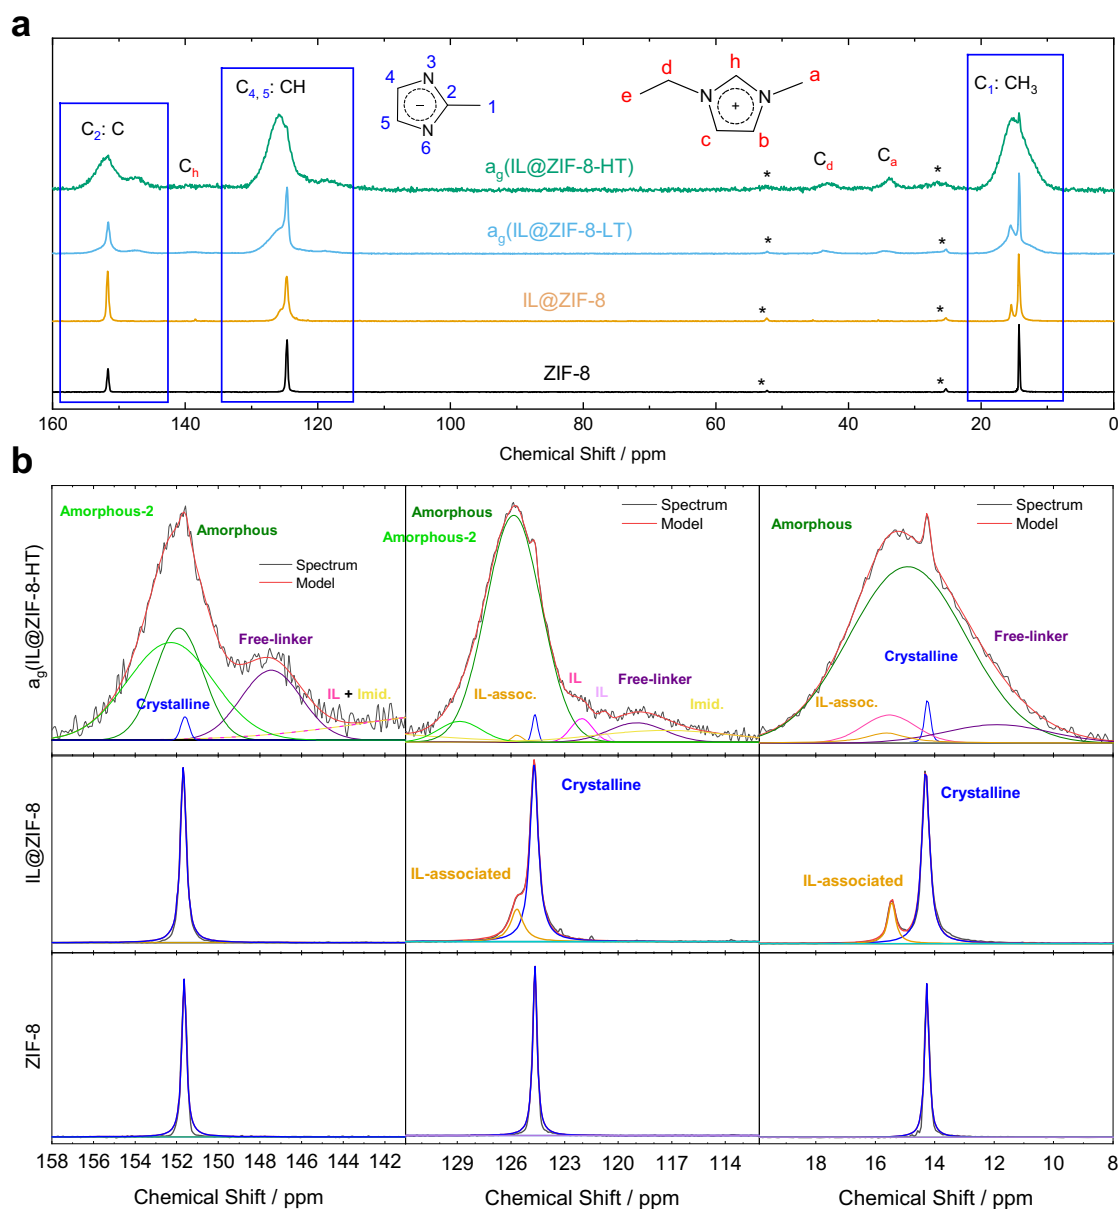 a
C2: C
Ch
C4, 5: CH
N
3
4
2
1
5
N
6
−
d
h
a
e
N
N
+
c
b
C1: CH3
ag(IL@ZIF-8-HT)
*
Cd
Ca
*
ag(IL@ZIF-8-LT)
*
*
IL@ZIF-8
*
*
ZIF-8
*
*
160 140 120 100 80 60 40 20 0
Chemical Shift / ppm
b
ag(IL@ZIF-8-HT)
Amorphous-2
Amorphous
Spectrum
Model
Free-linker
Crystalline
IL + Imid.
Amorphous
Amorphous-2
Spectrum
Model
IL
IL
Free-linker
IL-assoc.
Imid.
Spectrum
Model
Amorphous
Free-linker
Crystalline
IL-assoc.
IL@ZIF-8
Crystalline
IL-associated
Crystalline
IL-associated
ZIF-8
158 156 154 152 150 148 146 144 142
129 126 123 120 117 114
18 16 14 12 10 8
Chemical Shift / ppm
Chemical Shift / ppm
Chemical Shift / ppm